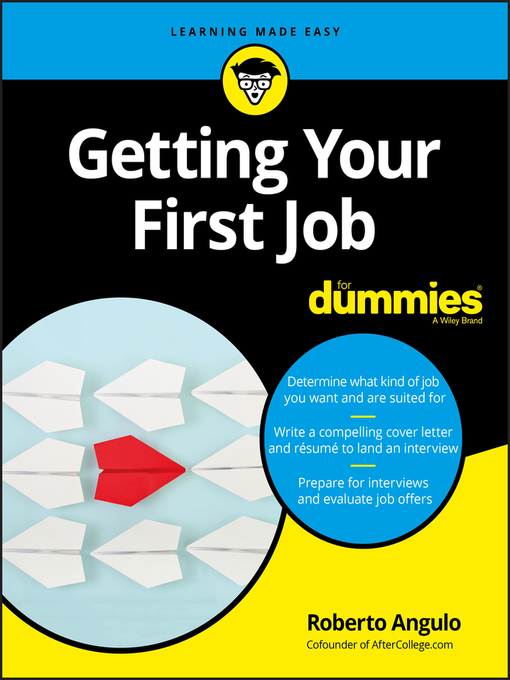 LEARNING MADE EASY
Getting Your
First Job
for
dummies®
A Wiley Brand
Determine what kind of job
you want and are suited for
Write a compelling cover letter
and résumé to land an interview
Prepare for interviews
and evaluate job offers
Roberto Angulo
Cofounder of AfterCollege.com